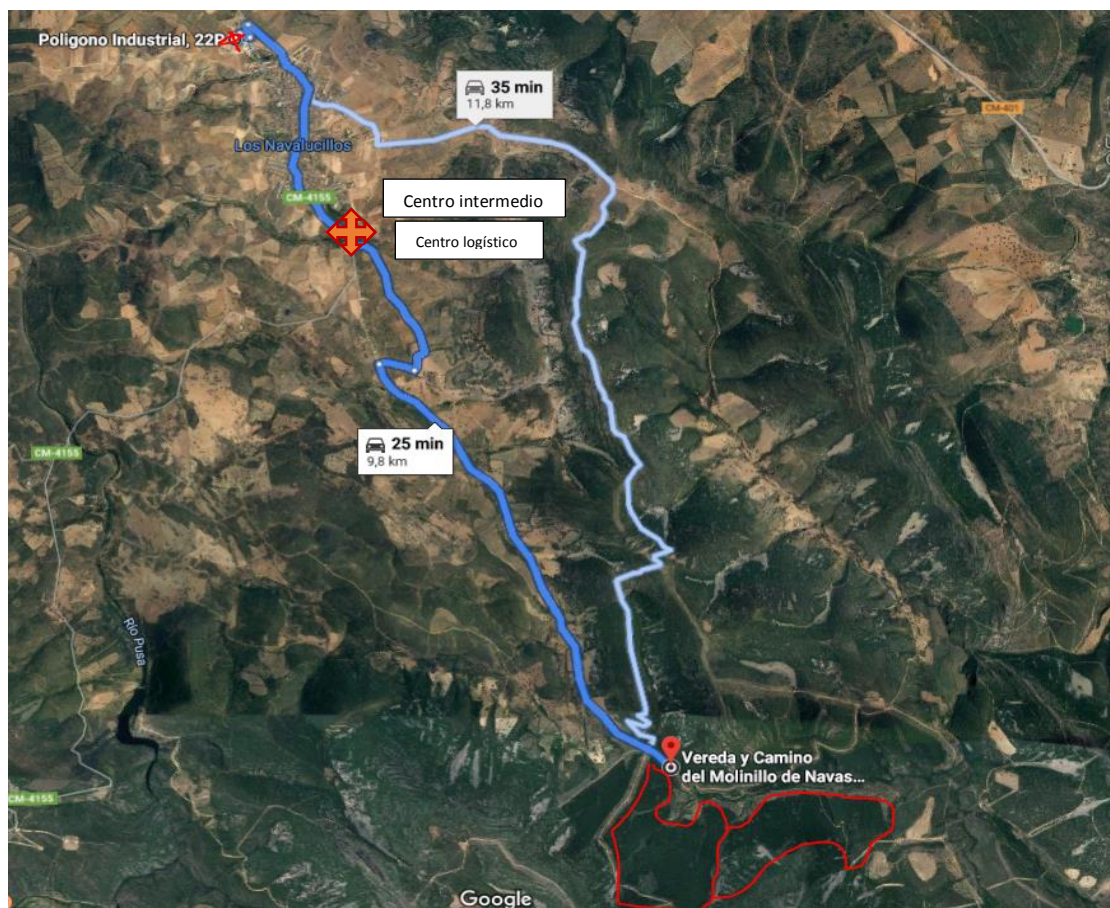 Poligono Industrial, 22P
35 min
11,8 km
CM-401
Los Navalucillos
CM-4155
Centro intermedio
Centro logístico
25 min
9,8 km
CM-4155
Río Pusa
Vereda y Camino
del Molinillo de Navas...
CM-4155
Google